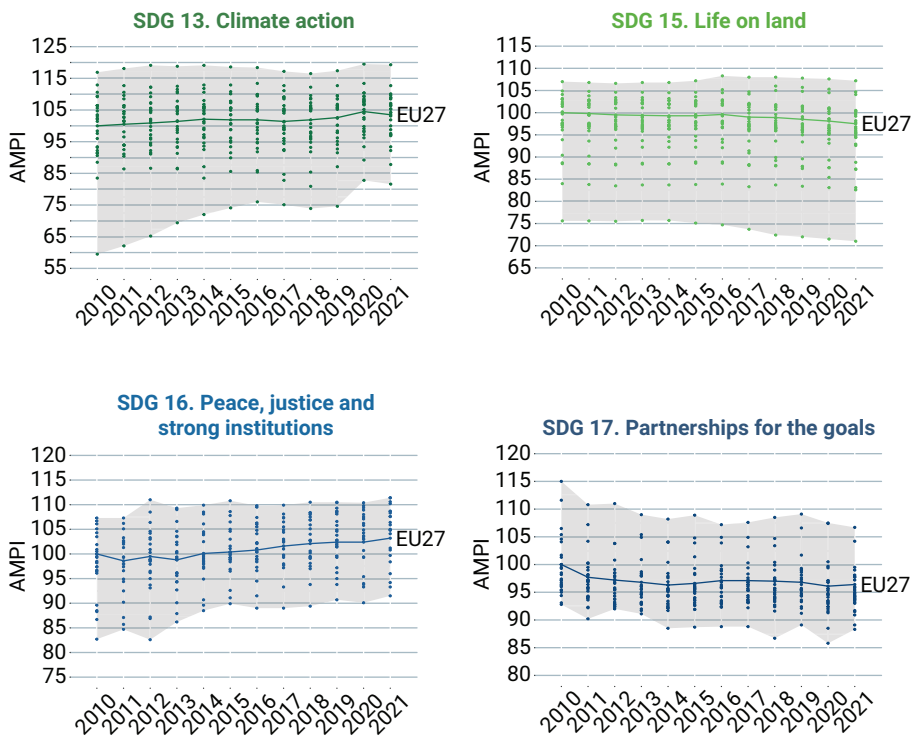 SDG 13. Climate action
125
115
105
95
85
75
65
55
AMPI
EU27
2010 2011 2012 2013 2014 2015 2016 2017 2018 2019 2020 2021
SDG 15. Life on land
115
110
105
100
95
90
85
80
75
70
65
AMPI
EU27
2010 2011 2012 2013 2014 2015 2016 2017 2018 2019 2020 2021
SDG 16. Peace, justice and
strong institutions
120
115
110
105
100
95
90
85
80
75
AMPI
EU27
2010 2011 2012 2013 2014 2015 2016 2017 2018 2019 2020 2021
SDG 17. Partnerships for the goals
120
115
110
105
100
95
90
85
80
AMPI
EU27
2010 2011 2012 2013 2014 2015 2016 2017 2018 2019 2020 2021